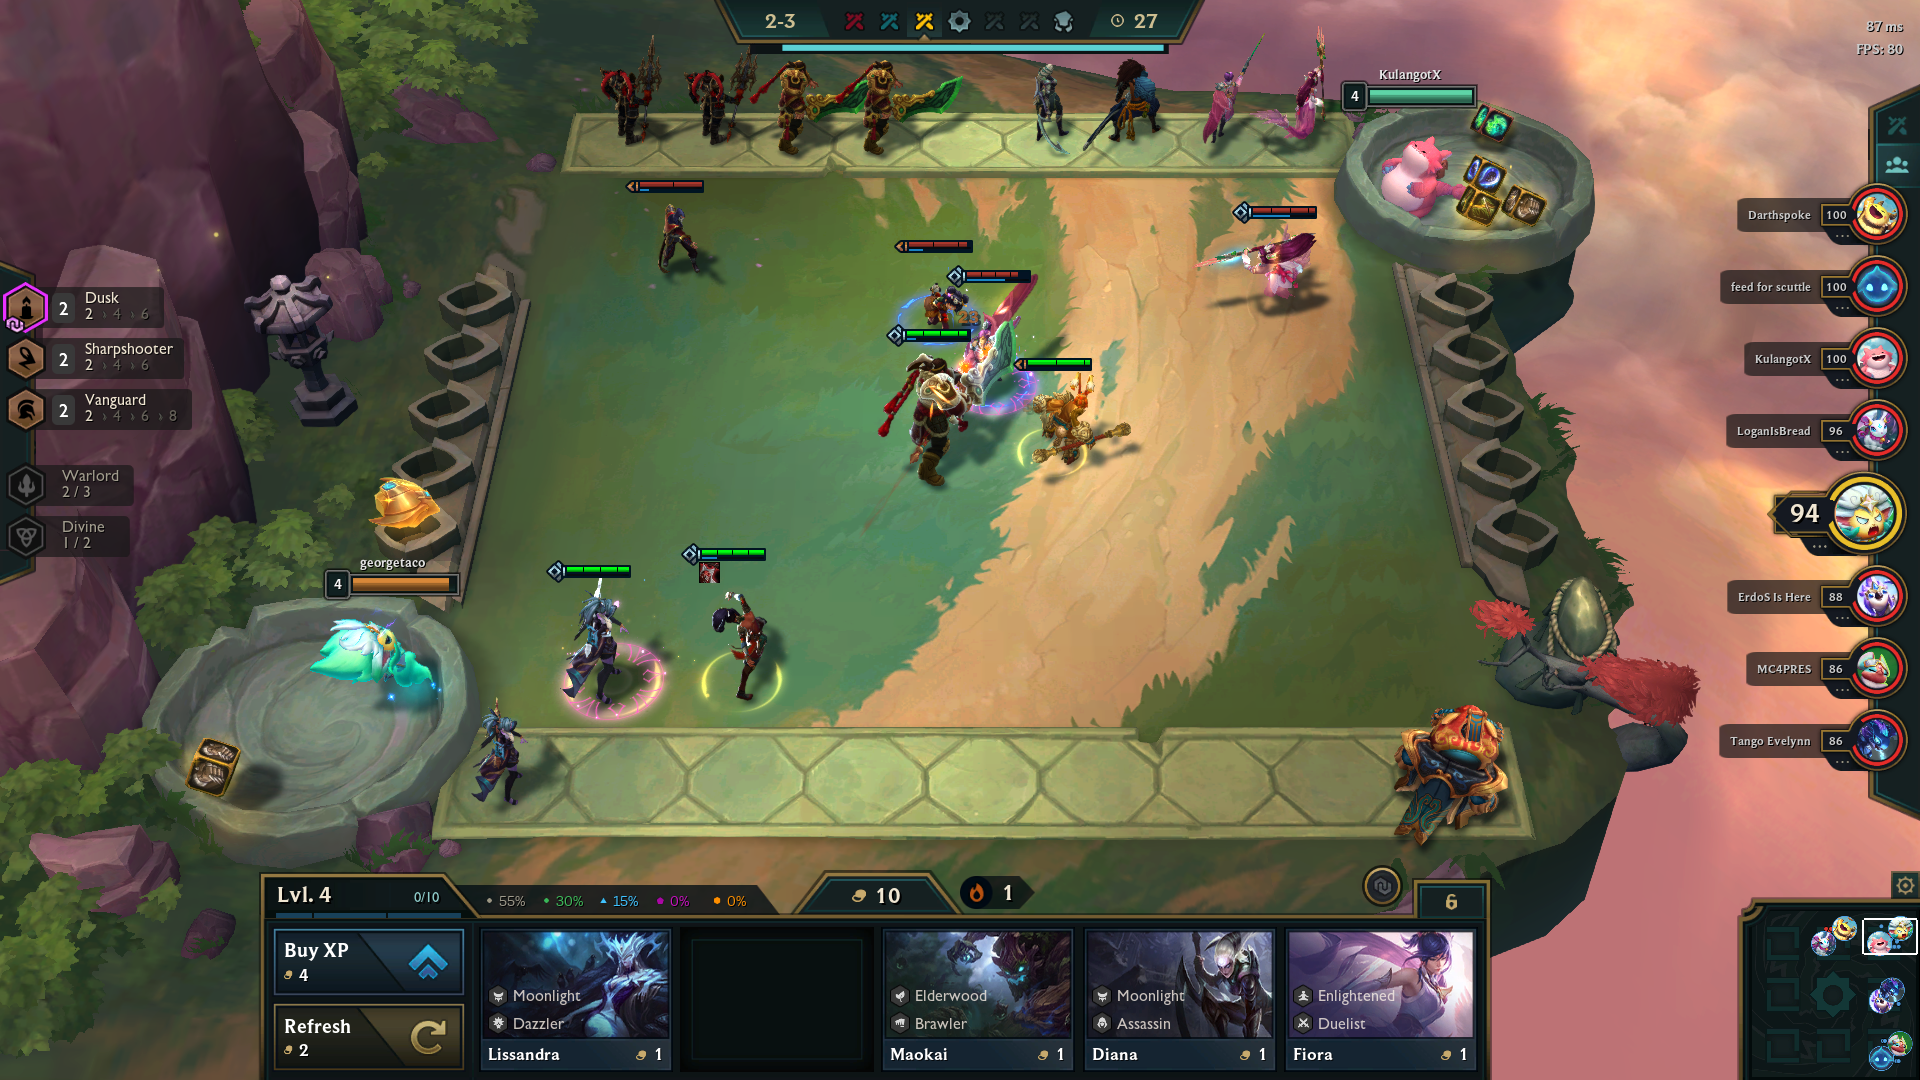 2-3
27
87 ms
FPS: 80
KulangotX
4
Darthspoke
100
feed for scuttle
100
KulangotX
100
LoganIsBread
96
94
ErdoS Is Here
88
MC4PRES
86
Tango Evelynn
86
2
Dusk
2 › 4 › 6
2
Sharpshooter
2 › 4 › 6
2
Vanguard
2 › 4 › 6 › 8
Warlord
2 / 3
Divine
1 / 2
georgetaco
4
Lvl. 4
0/10
55%
30%
15%
0%
0%
10
1
6
Buy XP
4
Refresh
2
Moonlight
Dazzler
Lissandra
1
Elderwood
Brawler
Maokai
1
Moonlight
Assassin
Diana
1
Enlightened
Duelist
Fiora
1